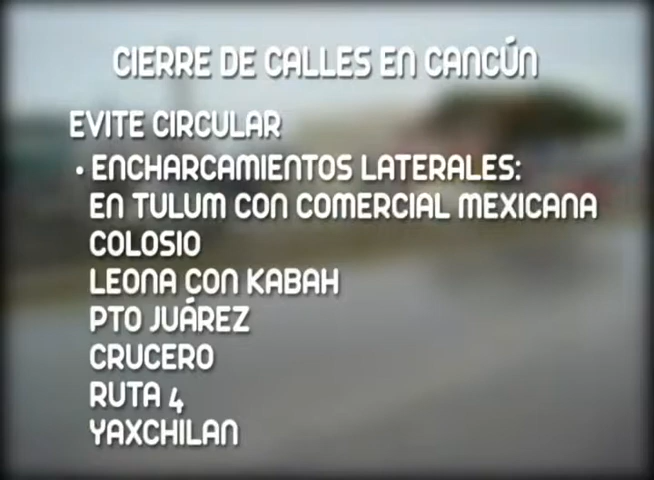 CIERRE DE CALLES EN CANCÚN
EVITE CIRCULAR
• ENCHARCAMIENTOS LATERALES:
EN TULUM CON COMERCIAL MEXICANA
COLOSIO
LEONA CON KABAH
PTO JUÁREZ
CRUCERO
RUTA 4
YAXCHILAN